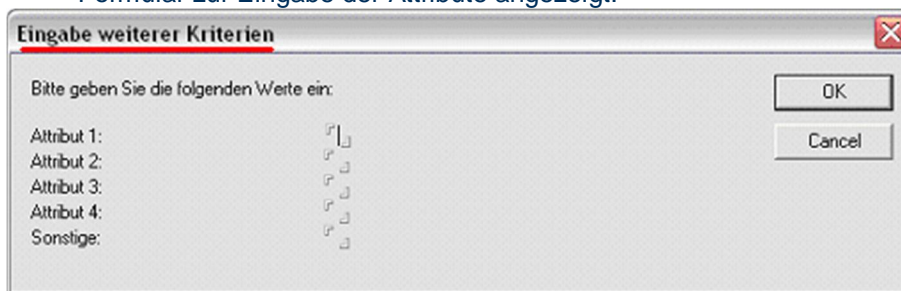 Formular zur Eingabe der Attribute angezeigt.
Eingabe weiterer Kriterien
Bitte geben Sie die folgenden Werte ein:
OK
Attribut 1:
Cancel
Attribut 2:
Attribut 3:
Attribut 4:
Sonstige: